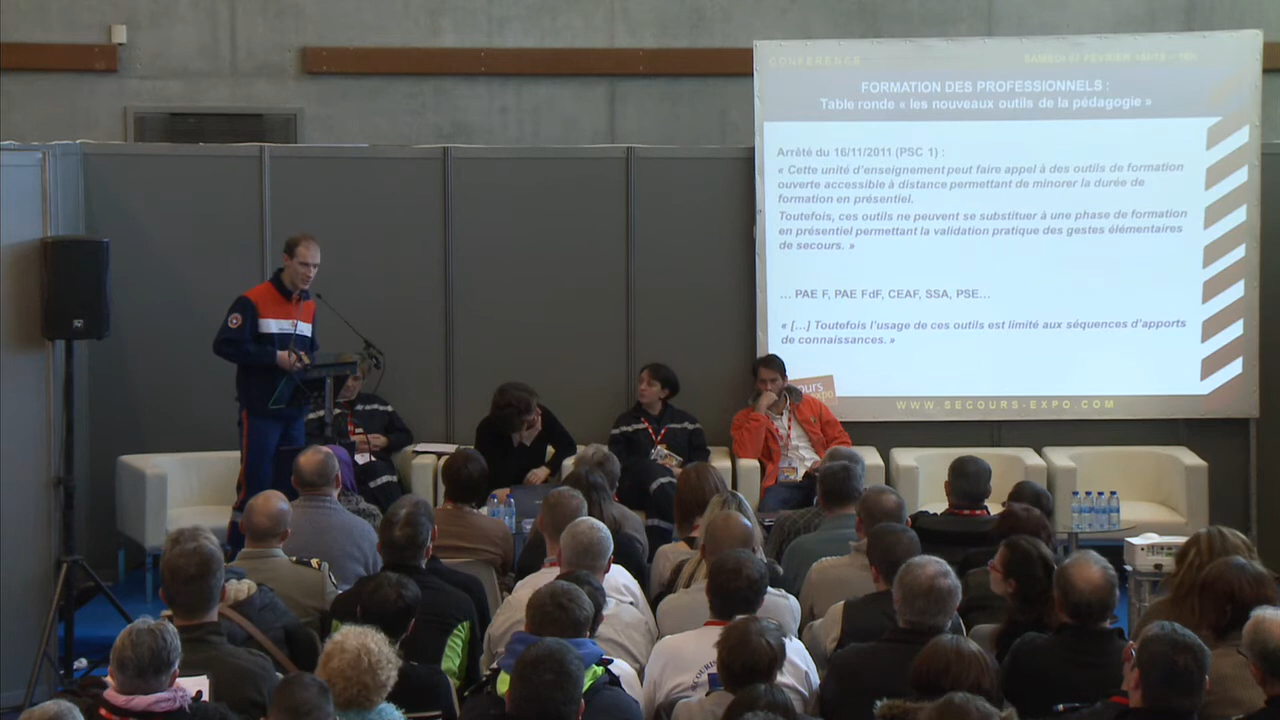 CONFERENCE
FORMATION DES PROFESSIONNELS :
Table ronde « les nouveaux outils de la pédagogie »
Arrêté du 16/11/2011 (PSC 1) :
« Cette unité d'enseignement peut faire appel à des outils de formation
ouverte accessible à distance permettant de minorer la durée de
formation en présentiel.
Toutefois, ces outils ne peuvent se substituer à une phase de formation
en présentiel permettant la validation pratique des gestes élémentaires
de secours. »
... PAE F, PAE FdF, CEAF, SSA, PSE...
« [...] Toutefois l'usage de ces outils est limité aux séquences d'apports
de connaissances. »
WWW.SECOURS-EXPO.COM